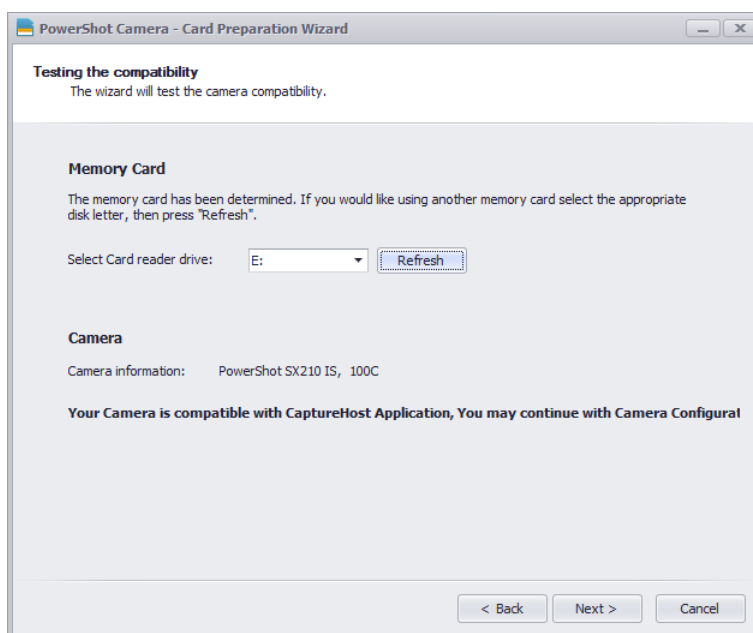 PowerShot Camera - Card Preparation Wizard
Testing the compatibility
The wizard will test the camera compatibility.
Memory Card
The memory card has been determined. If you would like using another memory card select the appropriate
disk letter, then press "Refresh".
Select Card reader drive: E: Refresh
Camera
Camera information: PowerShot SX210 IS, 100C
Your Camera is compatible with CaptureHost Application, You may continue with Camera Configurat
< Back Next > Cancel